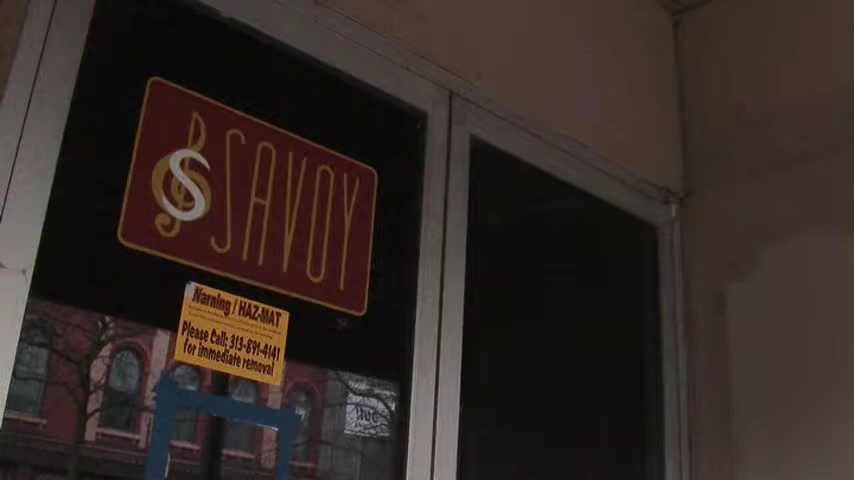 S SAVOY
Warning / HAZ-MAT
Please Call: 313-891-4141
for immediate removal